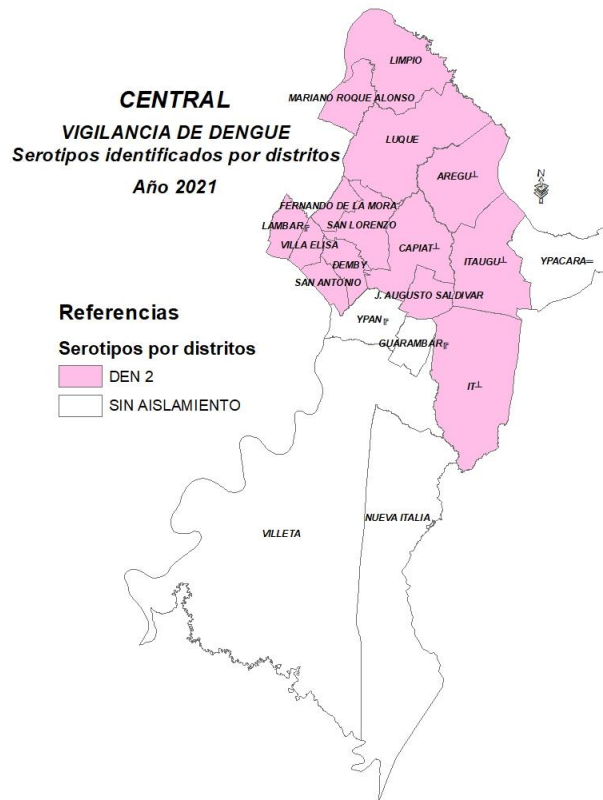 CENTRAL
VIGILANCIA DE DENGUE
Serotipos identificados por distritos
Año 2021
LIMPIO
MARIANO ROQUE ALONSO
LUQUE
AREGU┴
N
FERNANDO DE LA MORA
LAMBAR╔
SAN LORENZO
VILLA ELISA
CAPIAT┴
ITAUGU┴
YPACARA═
DEMBY
SAN ANTONIO
J. AUGUSTO SALDIVAR
YPAN╔
GUARAMBAR╔
IT┴
NUEVA ITALIA
VILLETA
Referencias
Serotipos por distritos
DEN 2
SIN AISLAMIENTO